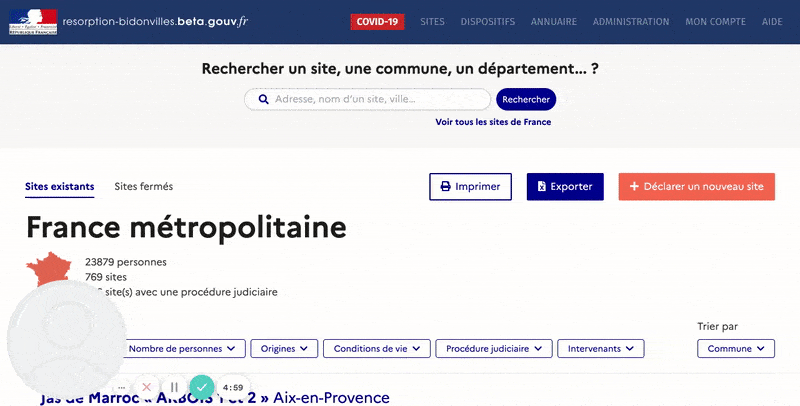 resorption-bidonvilles.beta.gouv.fr
COVID-19 SITES DISPOSITIFS ANNUAIRE ADMINISTRATION MON COMPTE AIDE
RÉPUBLIQUE FRANÇAISE
Rechercher un site, une commune, un département... ?
Adresse, nom d'un site, ville...
Rechercher
Voir tous les sites de France
Sites existants Sites fermés
Imprimer
Exporter
Déclarer un nouveau site
France métropolitaine
23879 personnes
769 sites
site(s) avec une procédure judiciaire
Trier par
Nombre de personnes Origines Conditions de vie Procédure judiciaire Intervenants Commune
4:59
Jas de Marroc « ARBOIS 1 et 2 » Aix-en-Provence